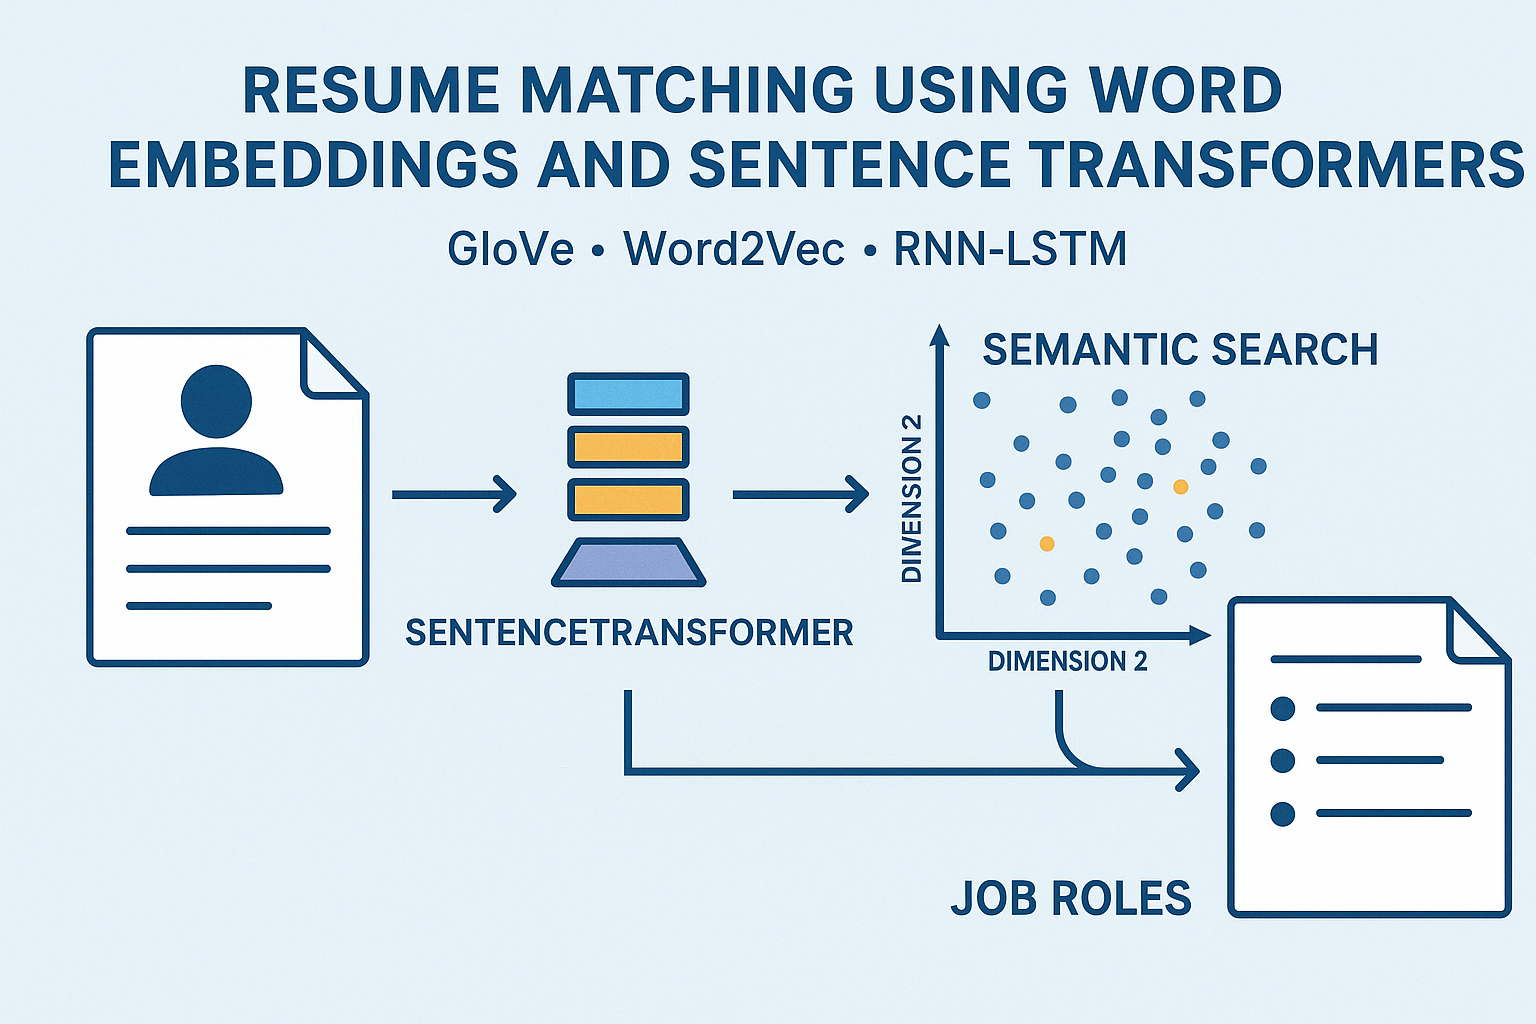 RESUME MATCHING USING WORD
EMBEDDINGS AND SENTENCE TRANSFORMERS
GloVe • Word2Vec • RNN-LSTM
SENTENCETRANSFORMER
SEMANTIC SEARCH
DIMENSION 2
DIMENSION 2
JOB ROLES